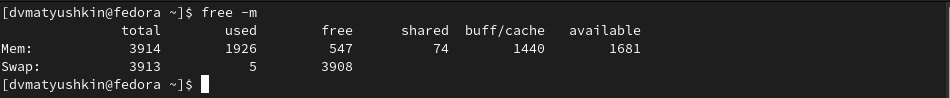 [dvmatyushkin@fedora ~]$ free -m
total used free shared buff/cache available
Mem: 3914 1926 547 74 1440 1681
Swap: 3913 5 3908
[dvmatyushkin@fedora ~]$